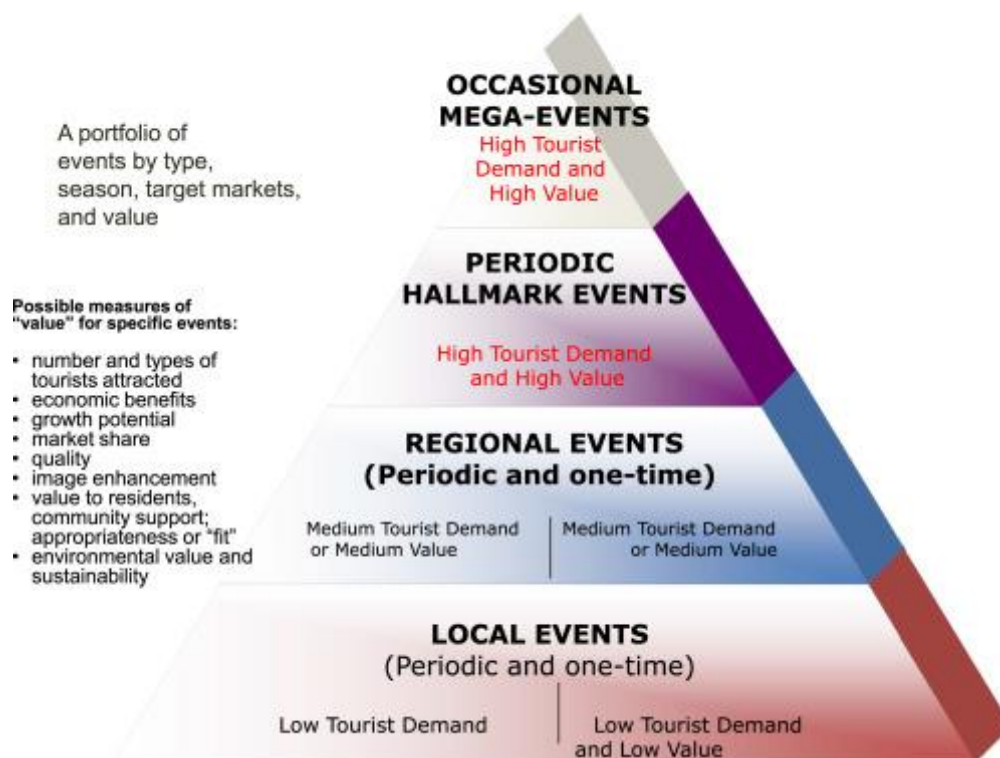 A portfolio of
events by type,
season, target markets,
and value
Possible measures of
“value” for specific events:
• number and types of
tourists attracted
• economic benefits
• growth potential
• market share
• quality
• image enhancement
• value to residents,
community support;
appropriateness or “fit”
• environmental value and
sustainability
OCCASIONAL
MEGA-EVENTS
High Tourist
Demand and
High Value
PERIODIC
HALLMARK EVENTS
High Tourist Demand
and High Value
REGIONAL EVENTS
(Periodic and one-time)
Medium Tourist Demand
or Medium Value
Medium Tourist Demand
or Medium Value
LOCAL EVENTS
(Periodic and one-time)
Low Tourist Demand
Low Tourist Demand
and Low Value